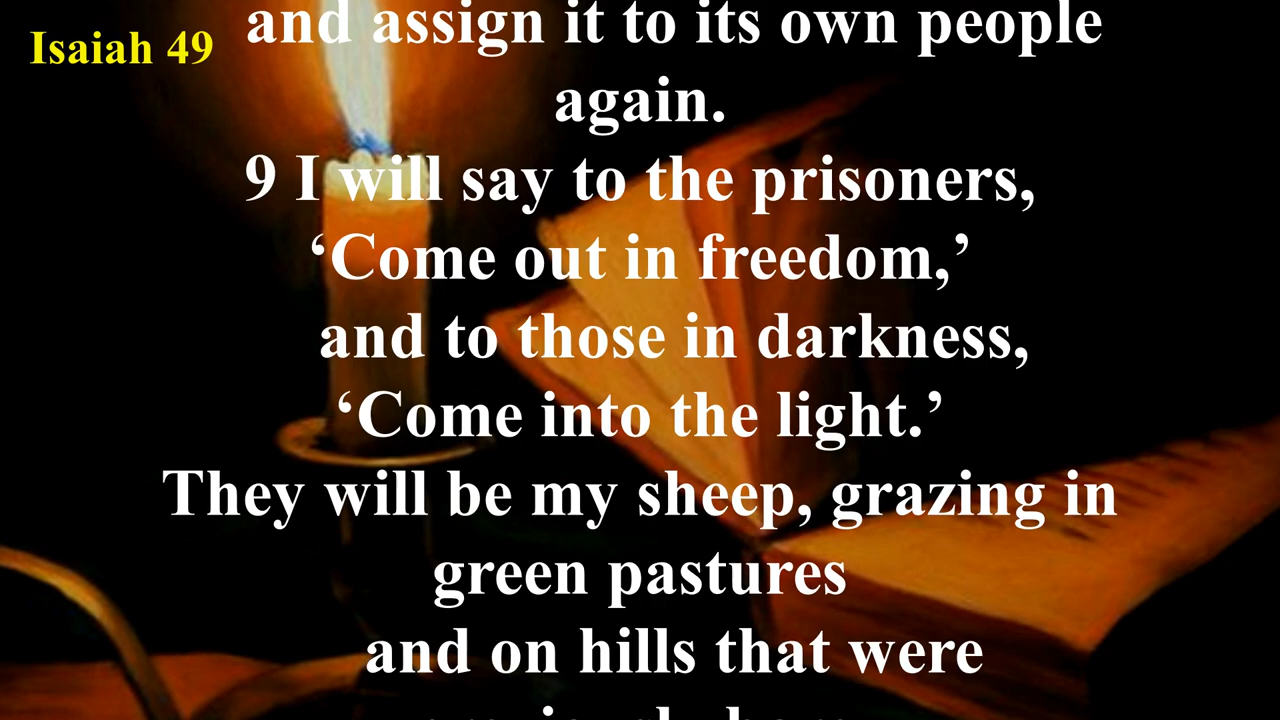 Isaiah 49
and assign it to its own people
again.
9 I will say to the prisoners,
‘Come out in freedom,’
and to those in darkness,
‘Come into the light.’
They will be my sheep, grazing in
green pastures
and on hills that were